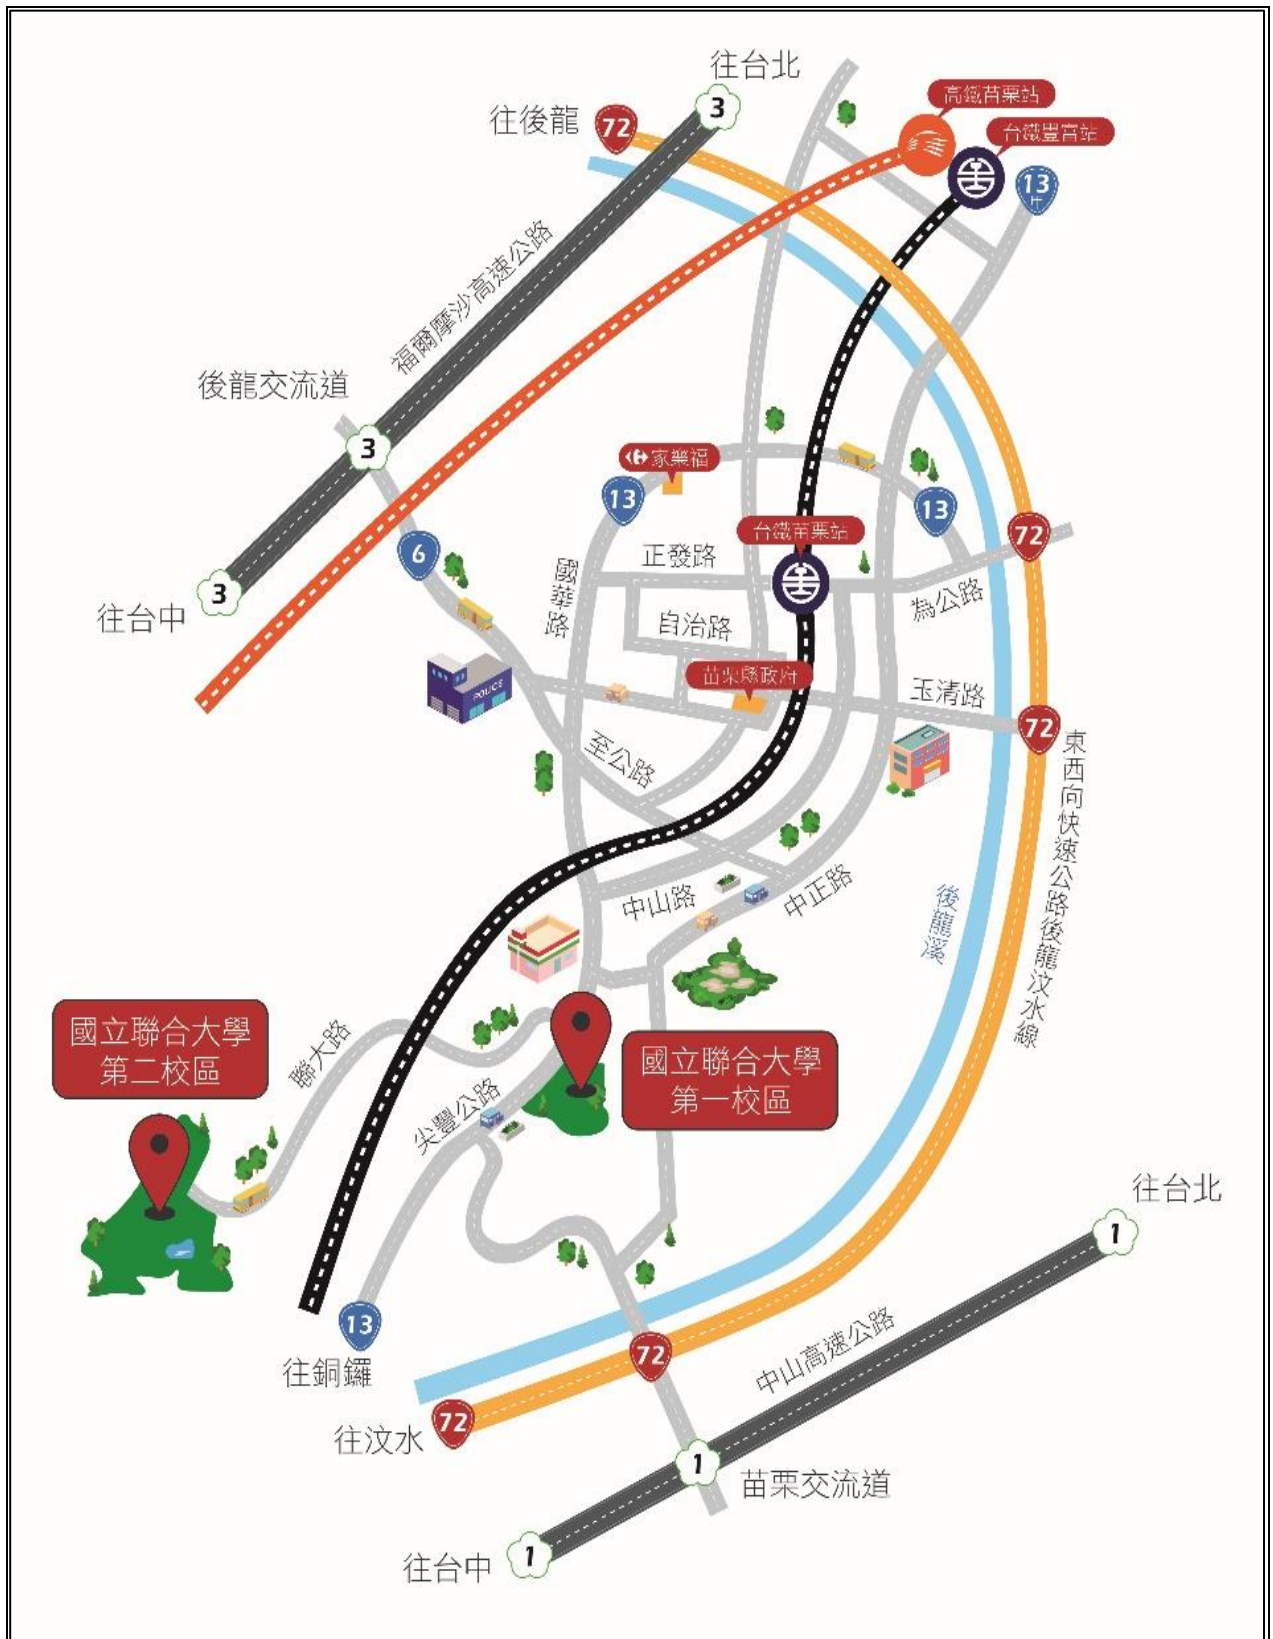 往台北
3
高鐵苗栗站
往後龍
72
台鐵豐富站
13
甲
福爾摩沙高速公路
後龍交流道
3
家樂福
13
13
台鐵苗栗站
72
6
正發路
國華路
為公路
3
往台中
自治路
苗栗縣政府
玉清路
POLICE
72
至公路
東西向快速公路後龍汶水線
中山路
中正路
後龍溪
國立聯合大學
第二校區
聯大路
國立聯合大學
第一校區
尖豐公路
往台北
1
13
往銅鑼
72
中山高速公路
72
往汶水
1
苗栗交流道
往台中
1